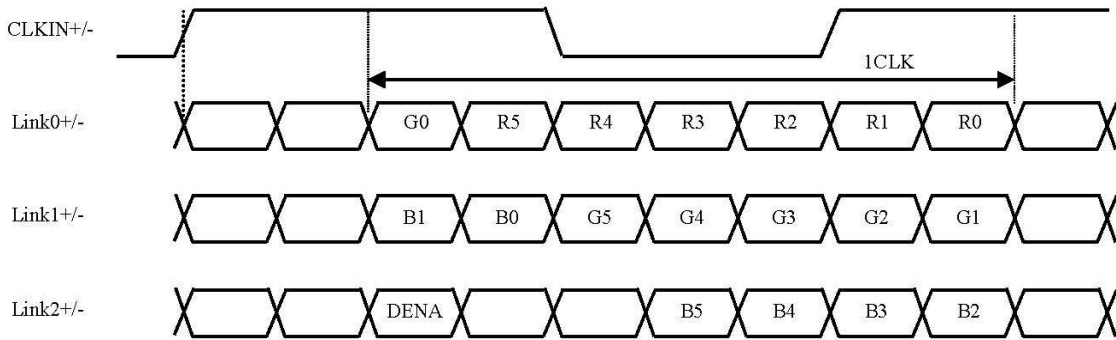 CLKIN+/-
1CLK
Link0+/- G0 R5 R4 R3 R2 R1 R0
Link1+/- B1 B0 G5 G4 G3 G2 G1
Link2+/- DENA B5 B4 B3 B2